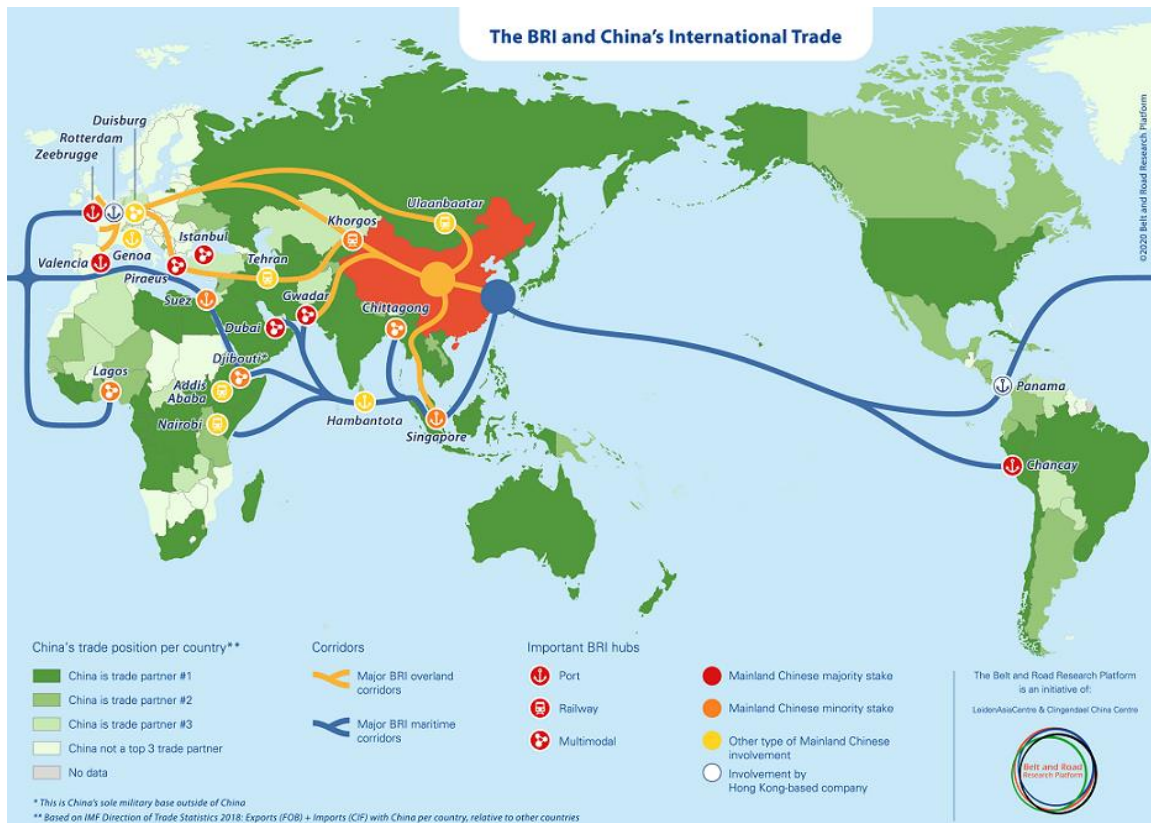 The BRI and China's International Trade
©2020 Belt and Road Research Platform
Duisburg
Rotterdam
Zeebrugge
Ulaanbaatar
Khorgos
Istanbul
Genoa
Valencia
Tehran
Piraeus
Gwadar
Suez
Chittagong
Dubai
Djibouti*
Lagos
Addis
Ababa
Panama
Nairobi
Hambantota
Singapore
Chancay
China's trade position per country**
China is trade partner #1
China is trade partner #2
China is trade partner #3
China not a top 3 trade partner
No data
Corridors
Major BRI overland
corridors
Major BRI maritime
corridors
Important BRI hubs
Port
Railway
Multimodal
Mainland Chinese majority stake
Mainland Chinese minority stake
Other type of Mainland Chinese
involvement
Involvement by
Hong Kong-based company
The Belt and Road Research Platform
is an initiative of:
LeidenAsiaCentre & Clingendael China Centre
Belt and Road
Research Platform
* This is China's sole military base outside of China
** Based on IMF Direction of Trade Statistics 2018: Exports (FOB) + Imports (CIF) with China per country, relative to other countries